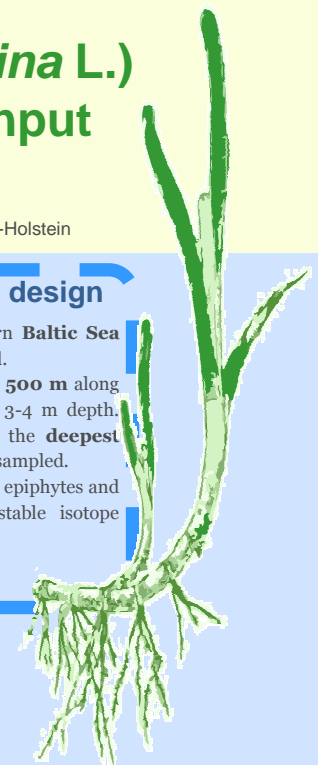 ina L.)
nput
-Holstein
design
rn Baltic Sea
l.
500 m along
3-4 m depth.
the deepest
sampled.
epiphytes and
stable isotope